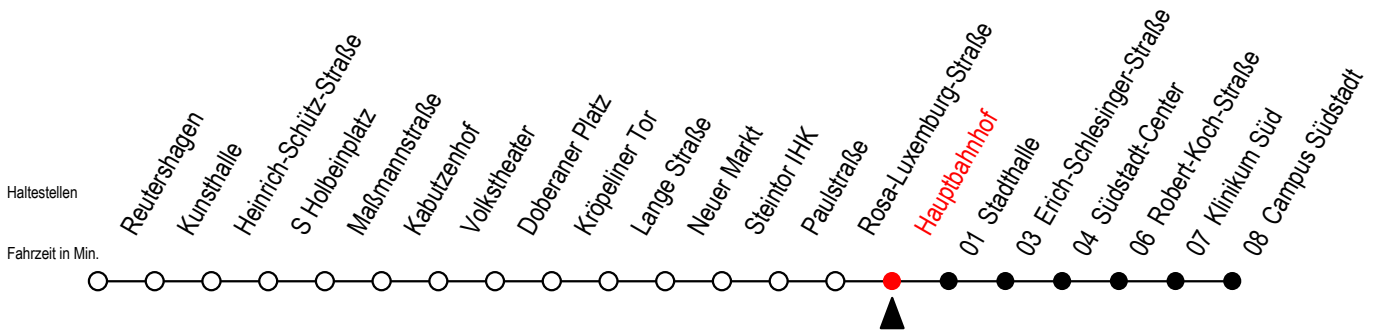 Haltestellen
Fahrzeit in Min.
Reutershagen
Kunsthalle
Heinrich-Schütz-Straße
S Holbeinplatz
Maßmannstraße
Kabutzenhof
Volkstheater
Doberaner Platz
Kröpeliner Tor
Lange Straße
Neuer Markt
Steintor IHK
Paulstraße
Rosa-Luxemburg-Straße
Hauptbahnhof
01 Stadthalle
03 Erich-Schlesinger-Straße
04 Südstadt-Center
06 Robert-Koch-Straße
07 Klinikum Süd
08 Campus Südstadt